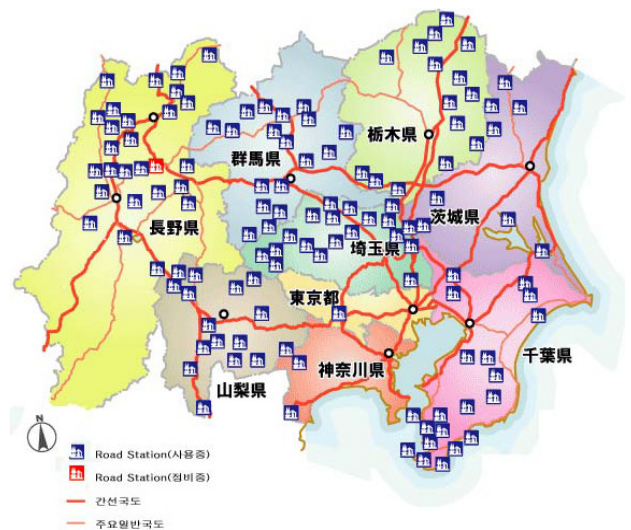 栃木県
群馬県
茨城県
長野県
埼玉県
東京都
千葉県
神奈川県
山梨県
N
Road Station(사용중)
Road Station(정비중)
간선국도
주요일반국도